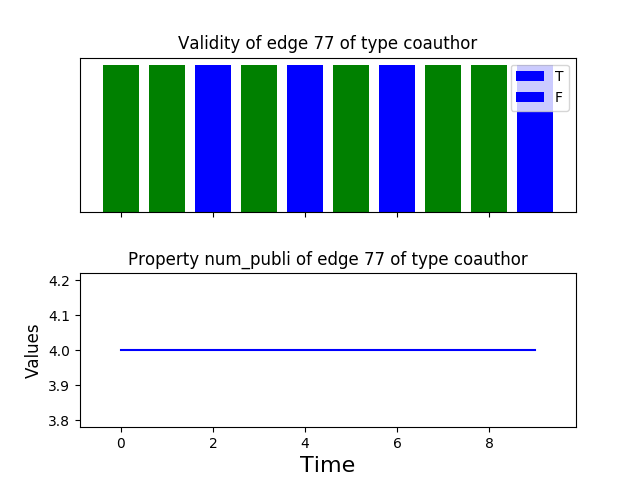 Validity of edge 77 of type coauthor
T
F
Property num_publi of edge 77 of type coauthor
4.2
4.1
4.0
3.9
3.8
Values
0 2 4 6 8
Time